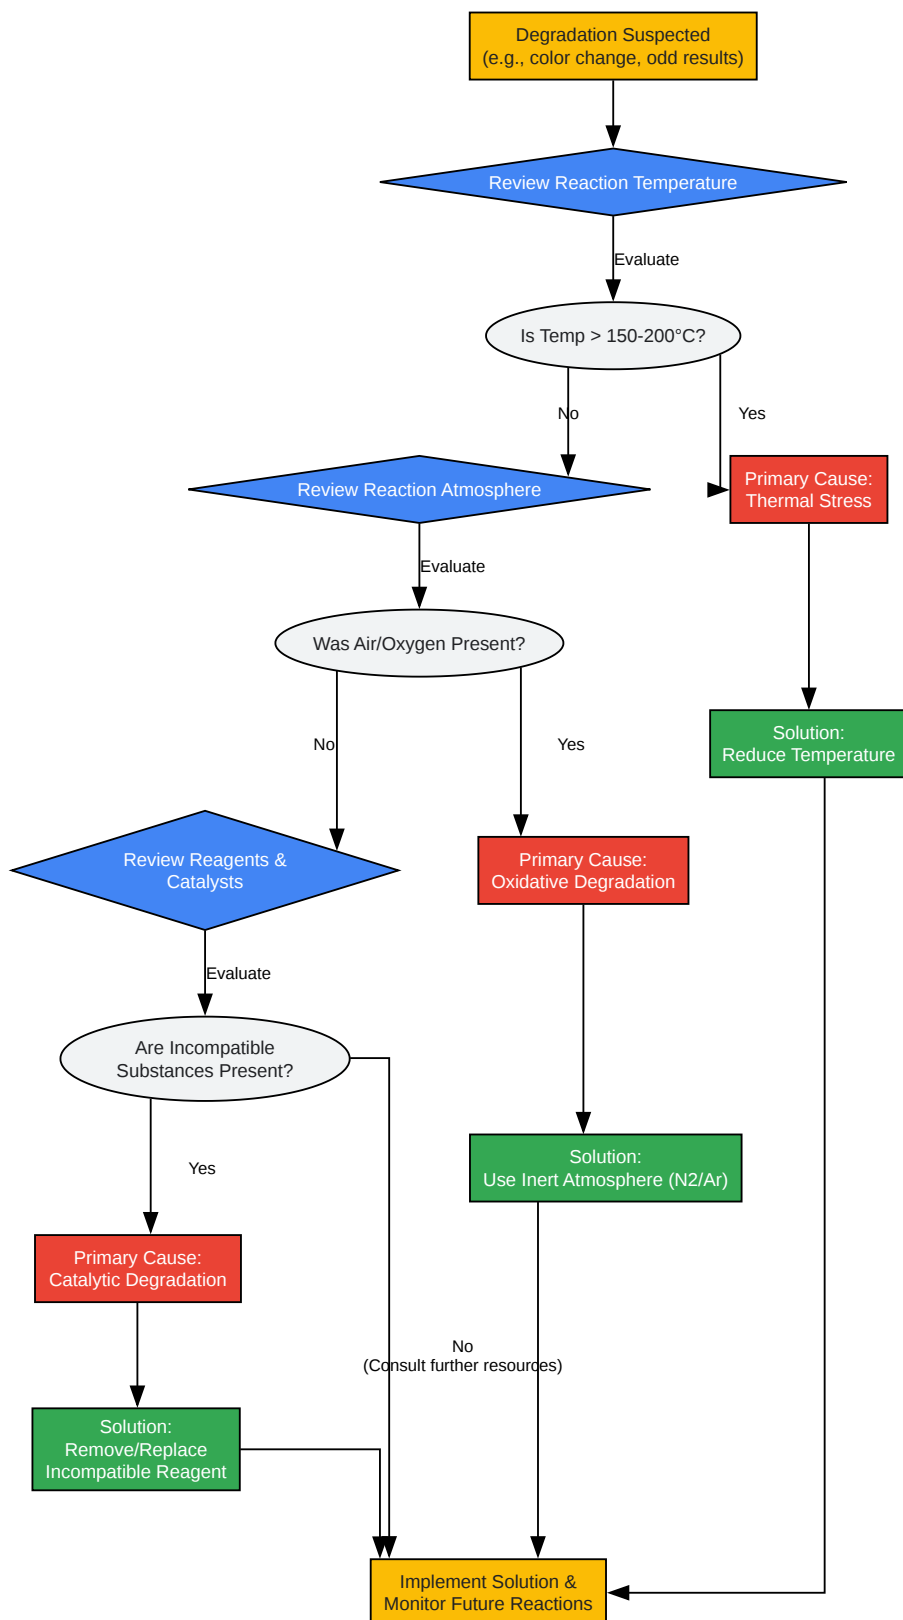 Degradation Suspected
(e.g., color change, odd results)
Review Reaction Temperature
Evaluate
Is Temp > 150-200°C?
No
Yes
Review Reaction Atmosphere
Primary Cause:
Thermal Stress
Evaluate
Was Air/Oxygen Present?
No
Yes
Solution:
Reduce Temperature
Review Reagents &
Catalysts
Primary Cause:
Oxidative Degradation
Evaluate
Are Incompatible
Substances Present?
Yes
Solution:
Use Inert Atmosphere (N2/Ar)
Primary Cause:
Catalytic Degradation
No
(Consult further resources)
Solution:
Remove/Replace
Incompatible Reagent
Implement Solution &
Monitor Future Reactions